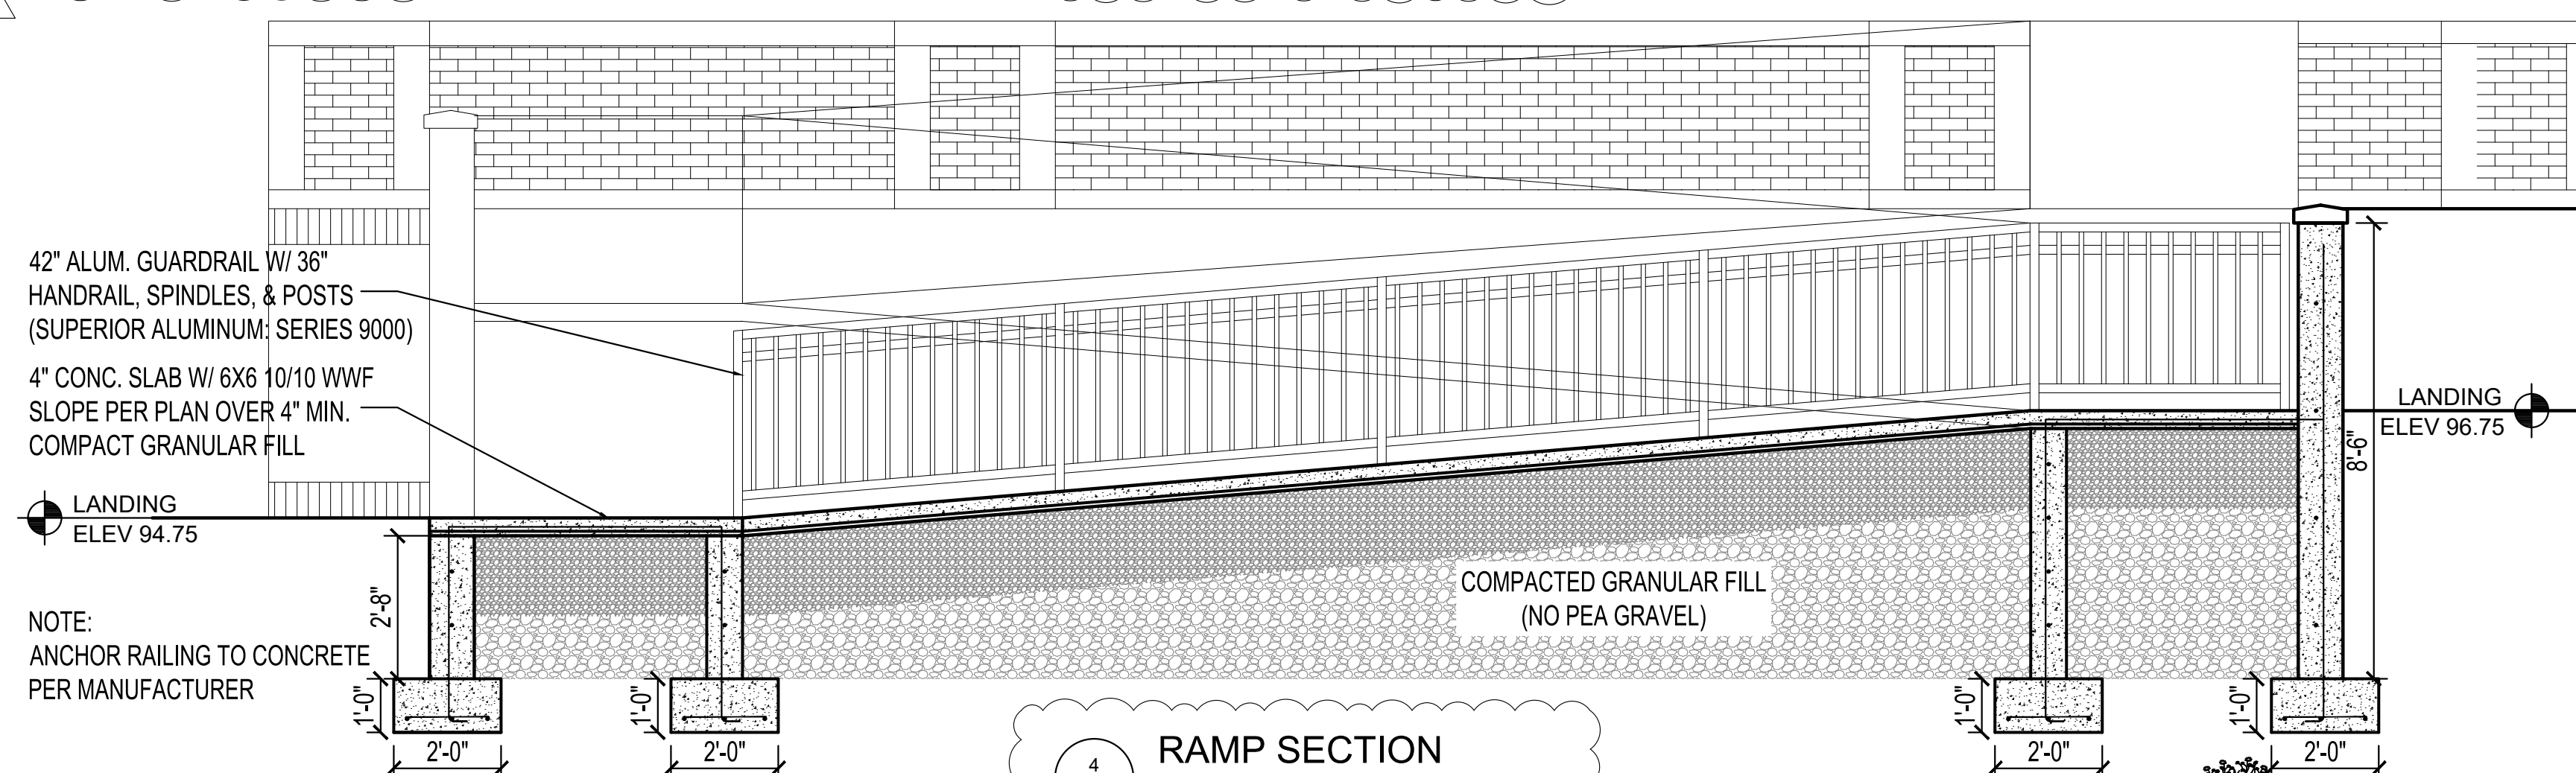 42" ALUM. GUARDRAIL W/ 36"
HANDRAIL, SPINDLES, & POSTS
(SUPERIOR ALUMINUM: SERIES 9000)
4" CONC. SLAB W/ 6X6 10/10 WWF
SLOPE PER PLAN OVER 4" MIN.
COMPACT GRANULAR FILL
LANDING
ELEV 94.75
NOTE:
ANCHOR RAILING TO CONCRETE
PER MANUFACTURER
2'-8"
1'-0"
2'-0"
1'-0"
2'-0"
COMPACTED GRANULAR FILL
(NO PEA GRAVEL)
4
RAMP SECTION
1'-0"
2'-0"
1'-0"
2'-0"
8'-6"
LANDING
ELEV 96.75